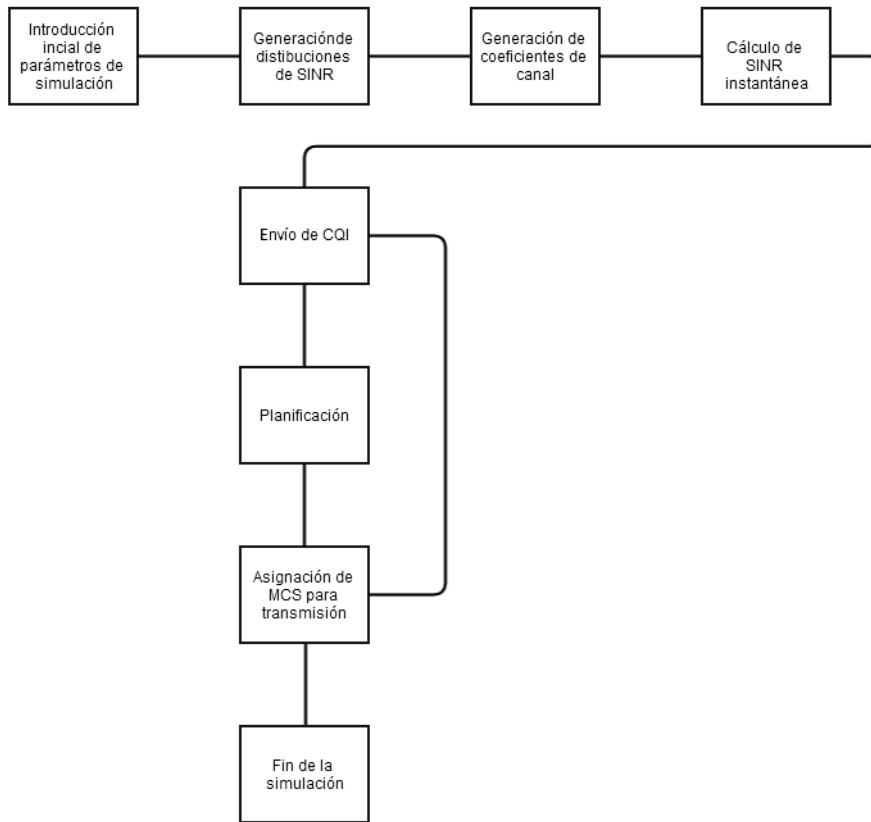 Introducción
incial de
parámetros de
simulación
Generaciónde
distibuciones
de SINR
Generación de
coeficientes de
canal
Cálculo de
SINR
instantánea
Envío de CQI
Planificación
Asignación de
MCS para
transmisión
Fin de la
simulación